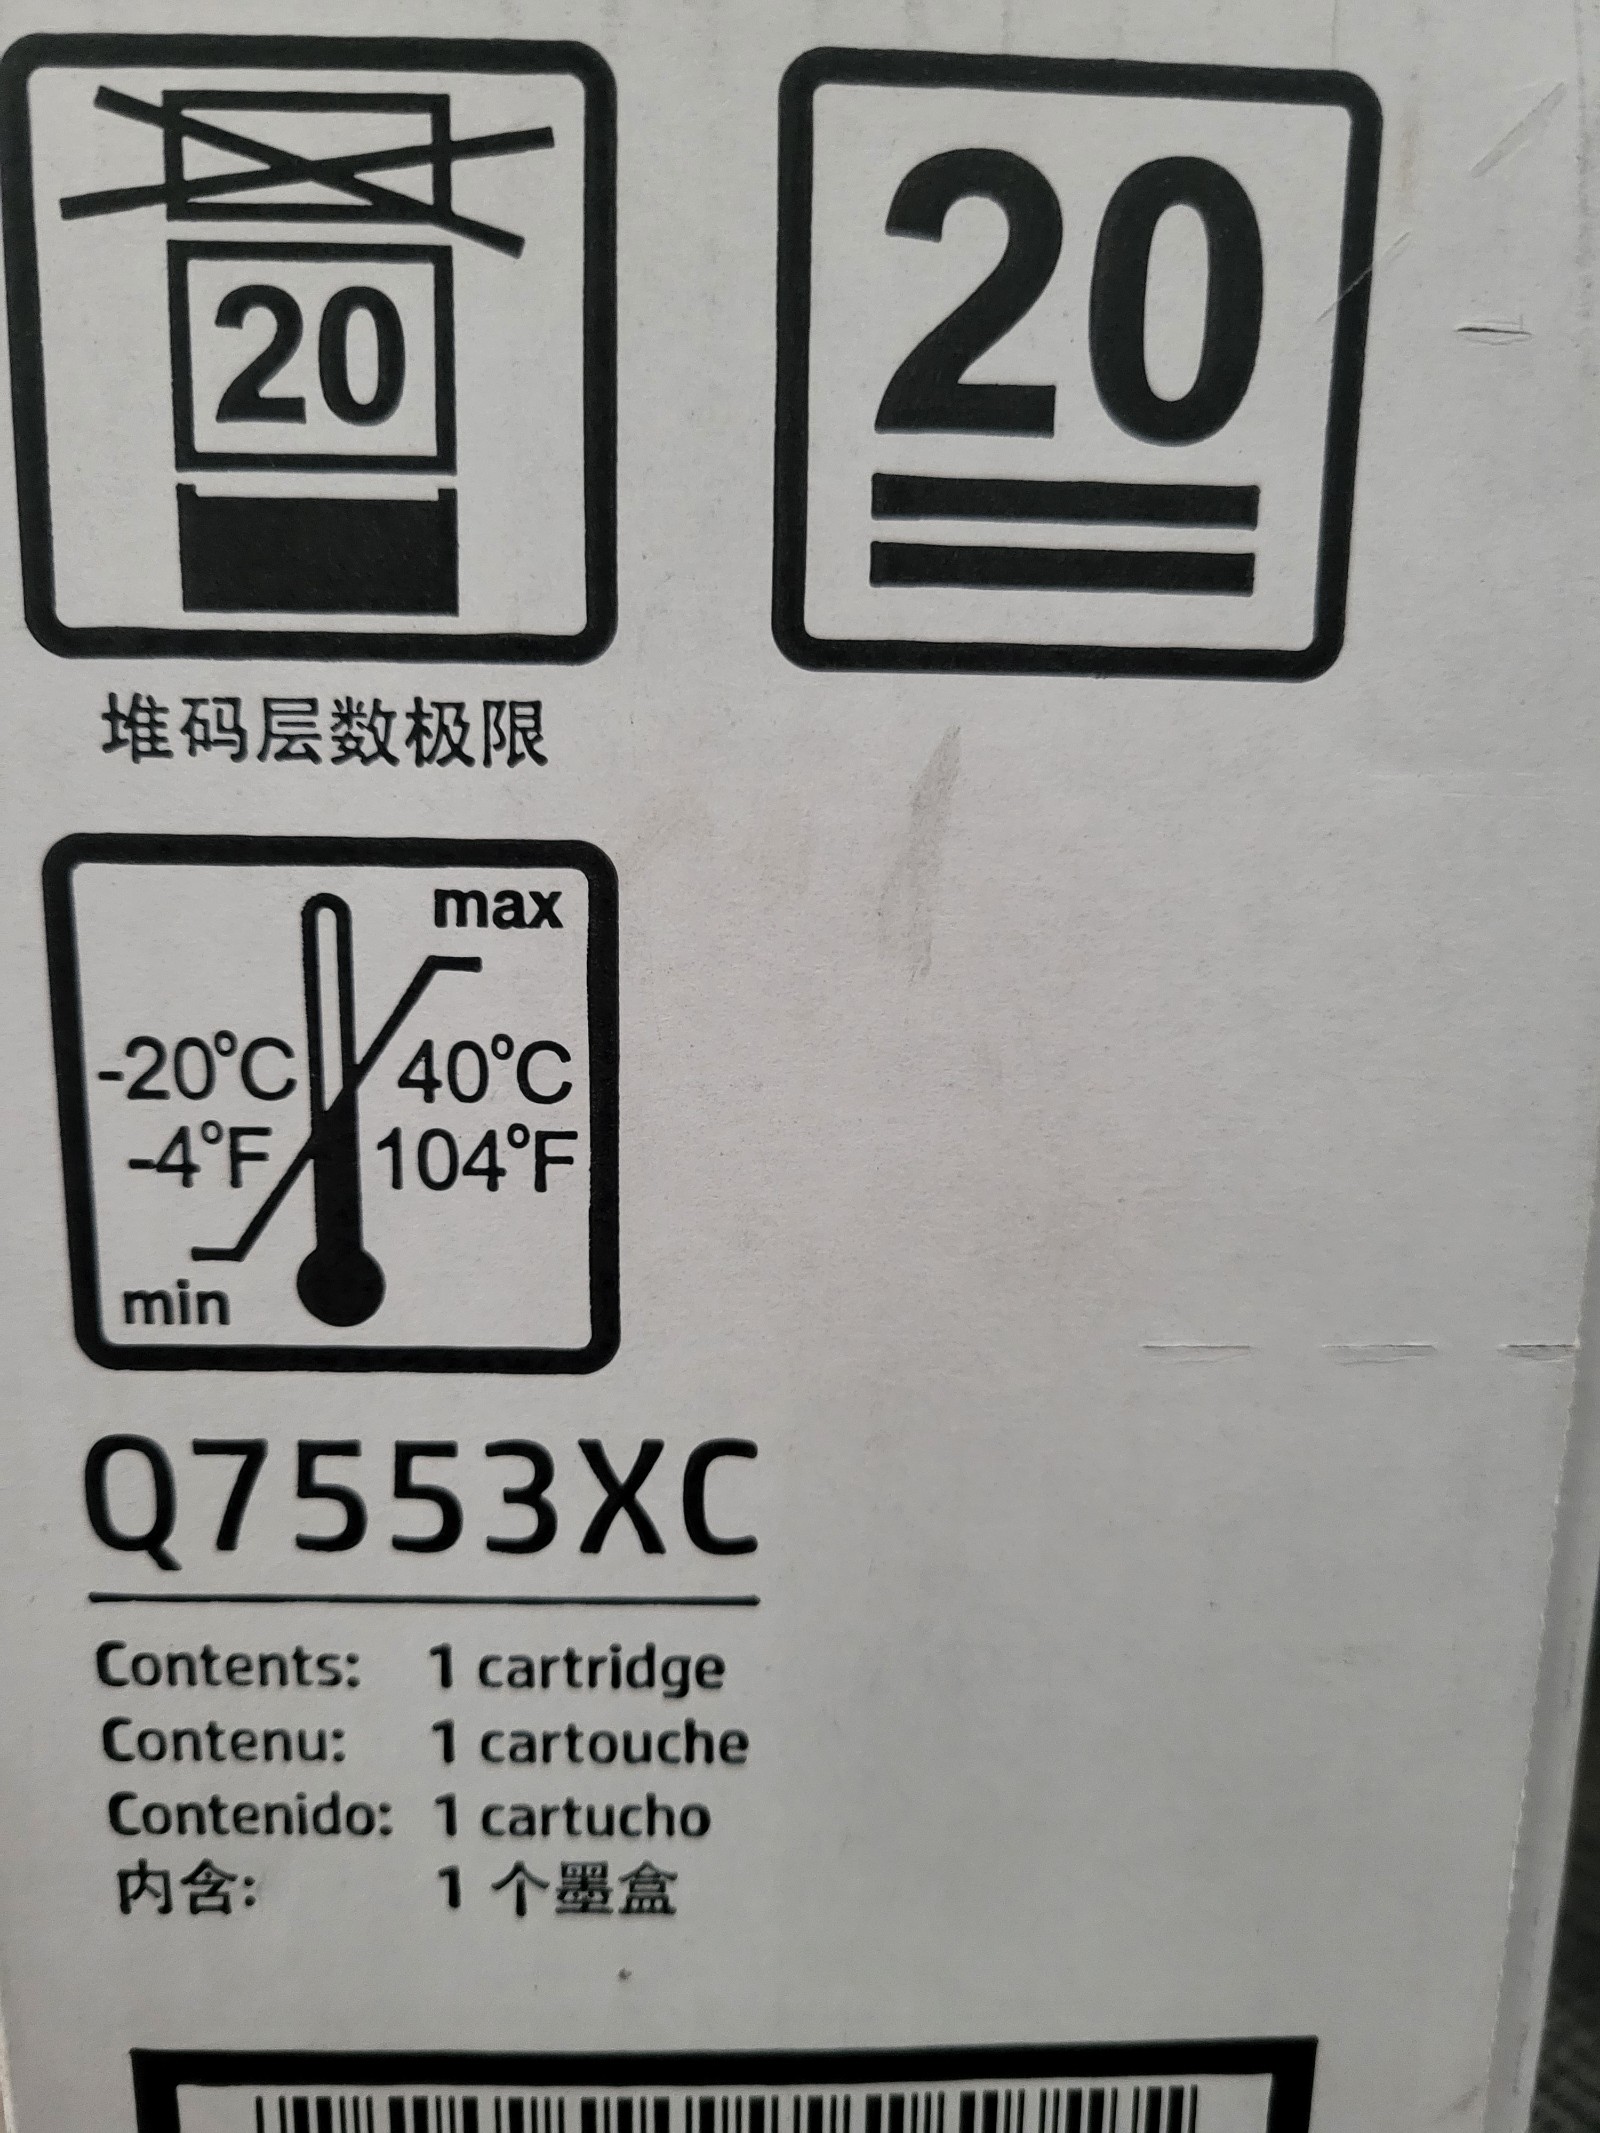 20
20
堆码层数极限
max
-20°C 40°C
-4°F 104°F
min
Q7553XC
Contents: 1 cartridge
Contenu: 1 cartouche
Contenido: 1 cartucho
内含: 1 个墨盒